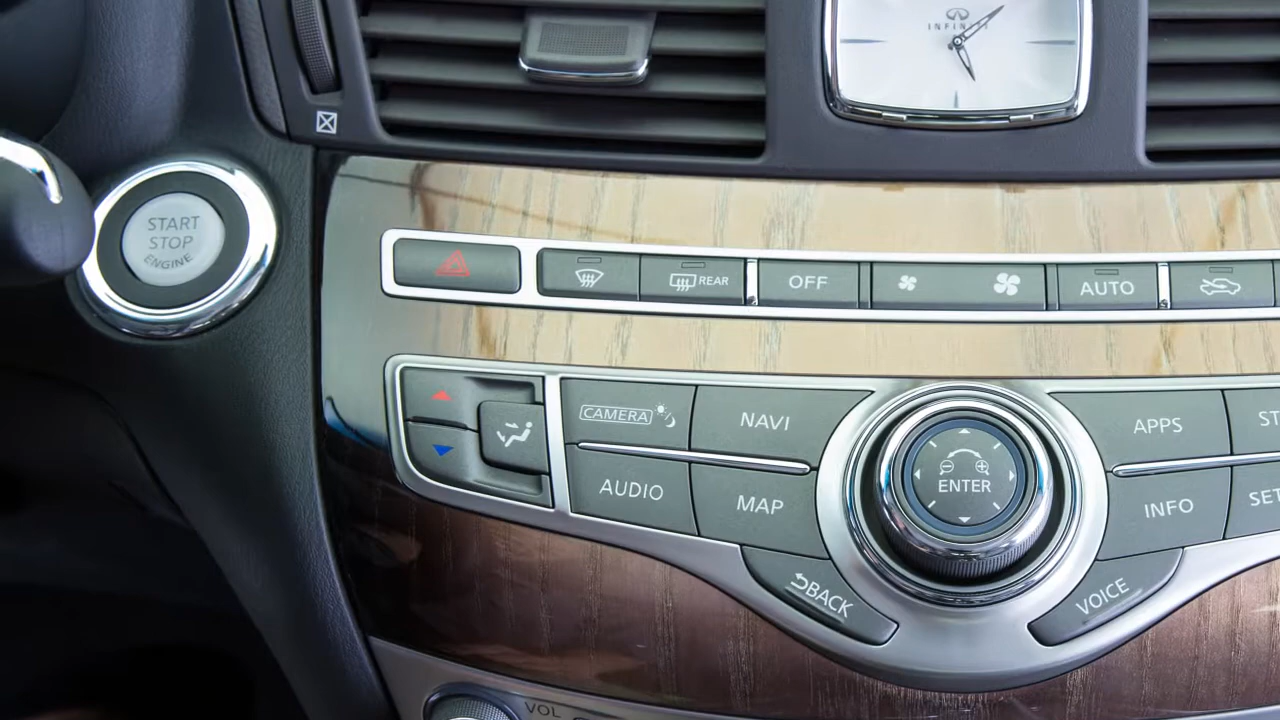 INFINITI
START
STOP
ENGINE
REAR
OFF
AUTO
CAMERA
NAVI
APPS
ENTER
AUDIO
MAP
INFO
BACK
VOICE
VOL